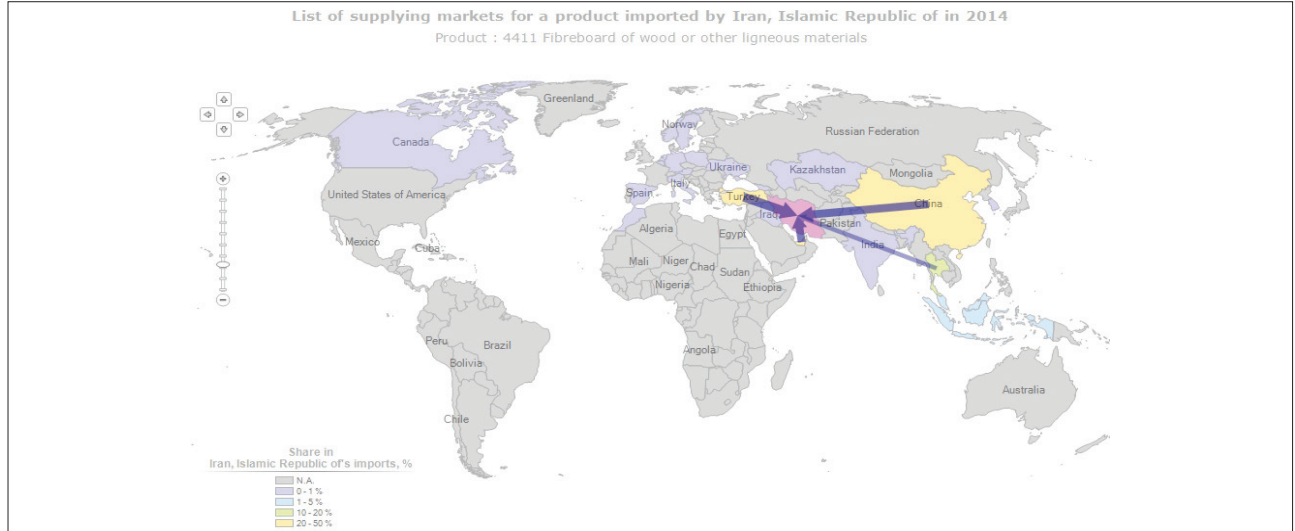 List of supplying markets for a product imported by Iran, Islamic Republic of in 2014
Product : 4411 Fibreboard of wood or other ligneous materials
Greenland
Norway
Russian Federation
Canada
Ukraine
Kazakhstan
Mongolia
United States of America
Spain
Italy
Turkey
China
Iraq
Pakistan
Mexico
Cuba
Algeria
Egypt
India
Mali
Niger
Chad
Sudan
Nigeria
Ethiopia
Peru
Brazil
Angola
Bolivia
Australia
Chile
Share in
Iran, Islamic Republic of's imports, %
N.A.
0 - 1 %
1 - 5 %
10 - 20 %
20 - 50 %